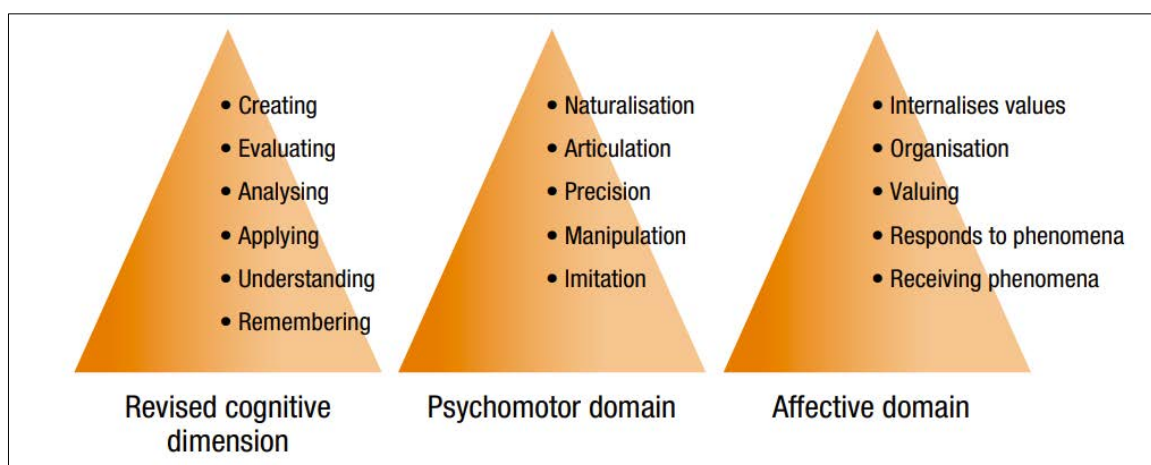 • Creating
• Evaluating
• Analysing
• Applying
• Understanding
• Remembering
Revised cognitive
dimension
• Naturalisation
• Articulation
• Precision
• Manipulation
• Imitation
Psychomotor domain
• Internalises values
• Organisation
• Valuing
• Responds to phenomena
• Receiving phenomena
Affective domain